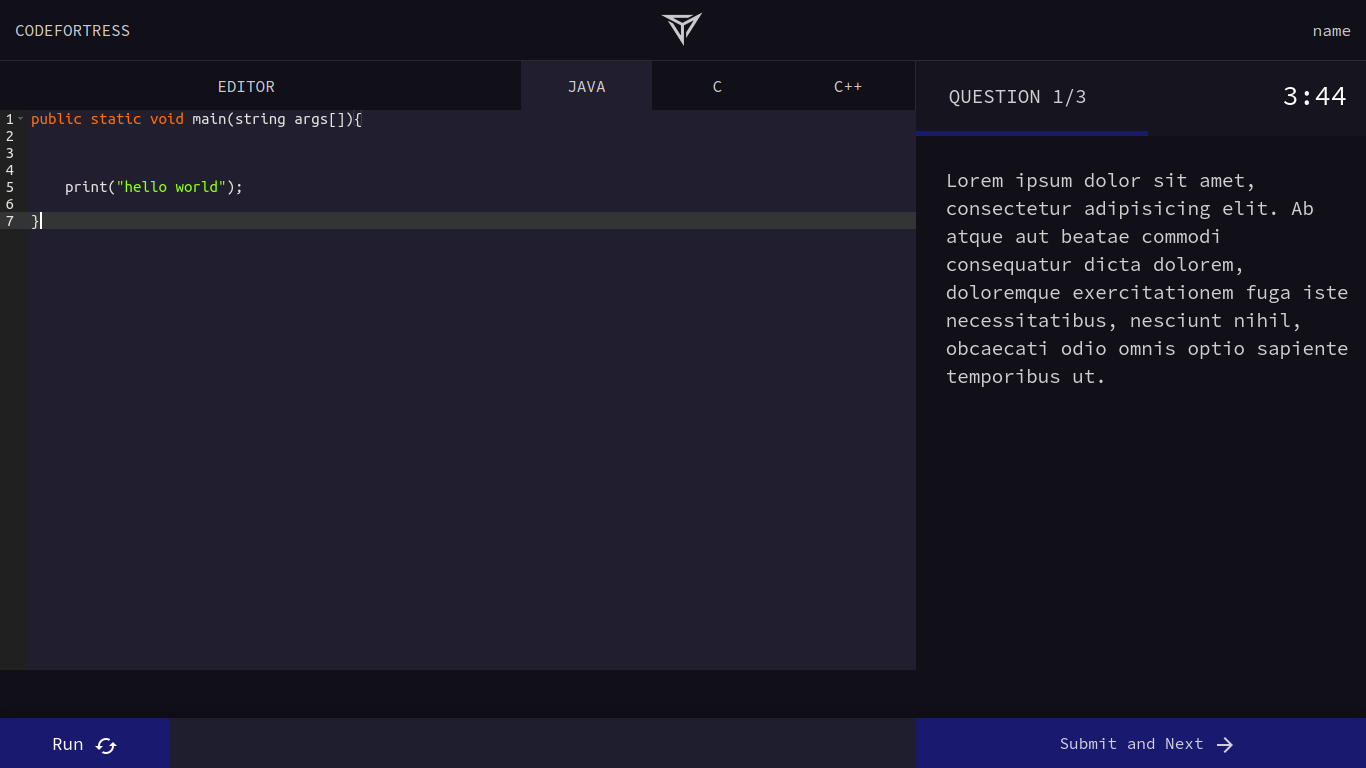 CODEFORTRESS
name
EDITOR
JAVA
C
C++
QUESTION 1/3
3:44
1 public static void main(string args[]){
2
3
4
5     print("hello world");
6
7 }
Lorem ipsum dolor sit amet,
consectetur adipisicing elit. Ab
atque aut beatae commodi
consequatur dicta dolorem,
doloremque exercitationem fuga iste
necessitatibus, nesciunt nihil,
obcaecati odio omnis optio sapiente
temporibus ut.
Run
Submit and Next